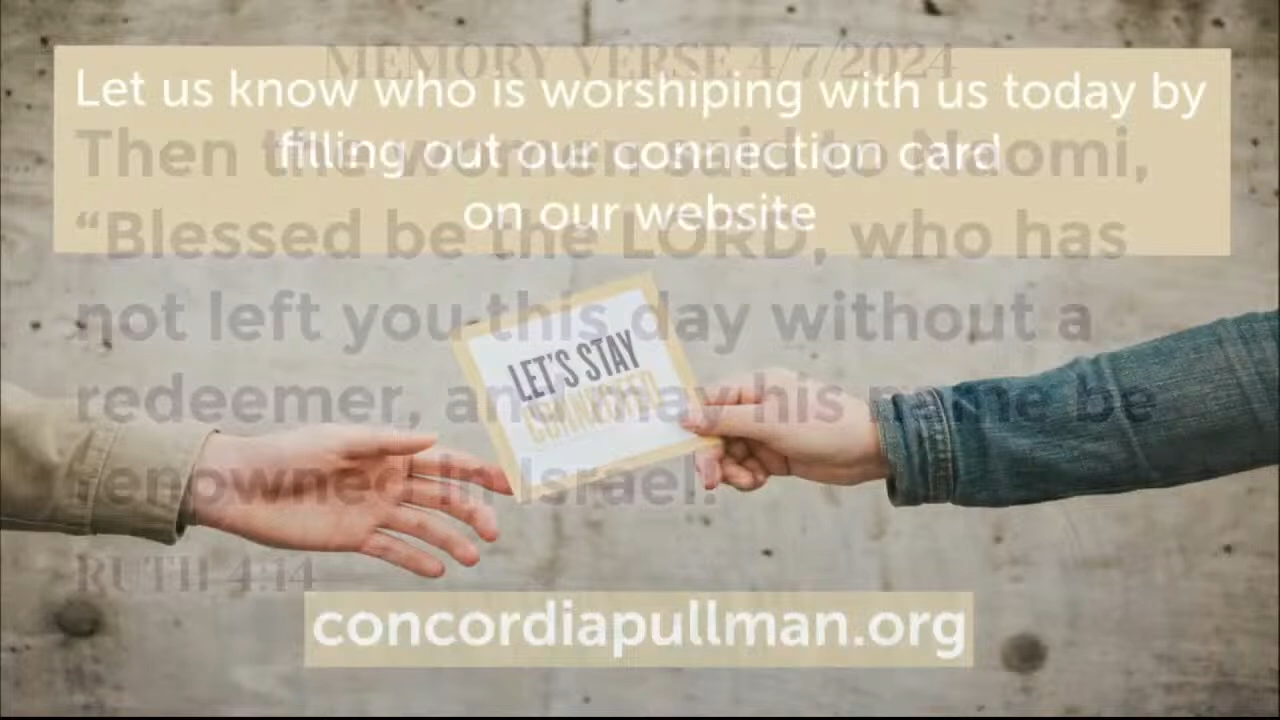 MEMORY VERSE 4/7/2024
Let us know who is worshiping with us today by
filling out our connection card
on our website
Then the women said to Naomi,
“Blessed be the LORD, who has
not left you this day without a
redeemer, and may his name be
renowned in Israel!
RUTH 4:14
LET'S STAY
CONNECTED
concordiapullman.org